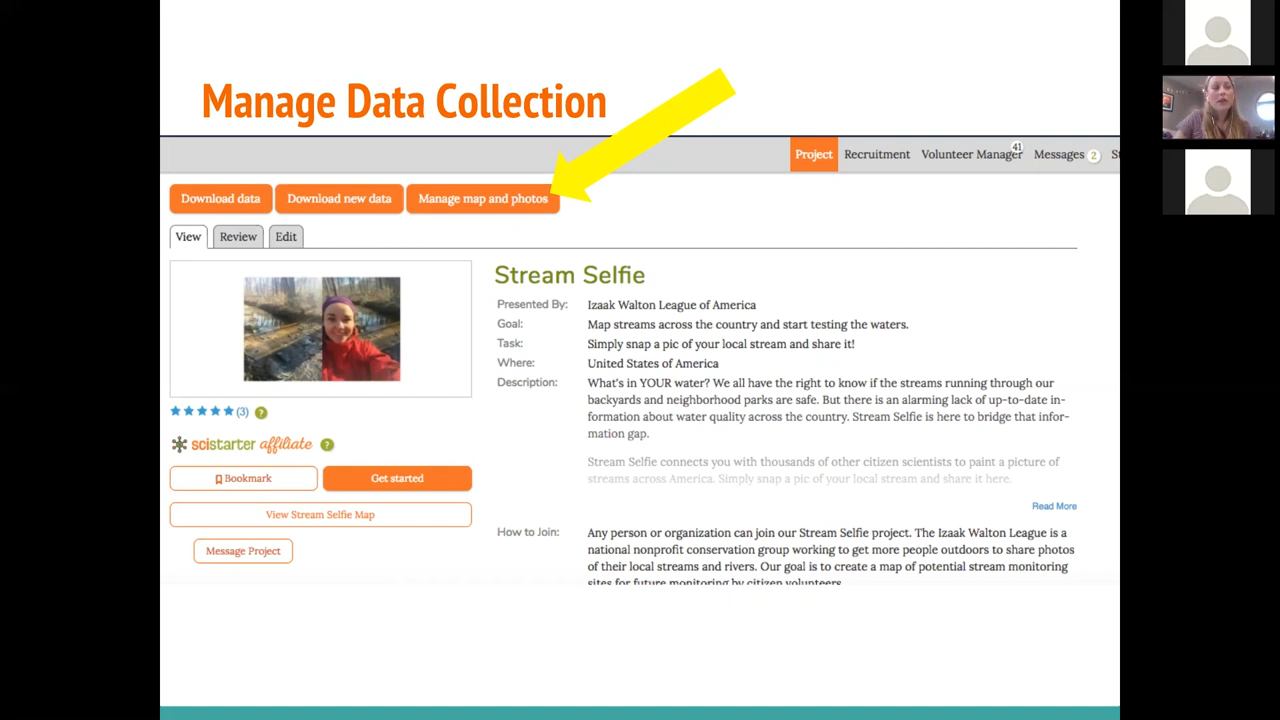 Manage Data Collection
Project Recruitment Volunteer Manager 41 Messages 2
Download data Download new data Manage map and photos
View Review Edit
Stream Selfie
Presented By: Izaak Walton League of America
Goal: Map streams across the country and start testing the waters.
Task: Simply snap a pic of your local stream and share it!
Where: United States of America
Description: What's in YOUR water? We all have the right to know if the streams running through our
backyards and neighborhood parks are safe. But there is an alarming lack of up-to-date in-
formation about water quality across the country. Stream Selfie is here to bridge that infor-
mation gap.
Stream Selfie connects you with thousands of other citizen scientists to paint a picture of
streams across America. Simply snap a pic of your local stream and share it here.
Read More
(3) ?
scistarter affiliate ?
Bookmark Get started
View Stream Selfie Map
Message Project
How to Join: Any person or organization can join our Stream Selfie project. The Izaak Walton League is a
national nonprofit conservation group working to get more people outdoors to share photos
of their local streams and rivers. Our goal is to create a map of potential stream monitoring
sites for future monitoring by citizen volunteers.